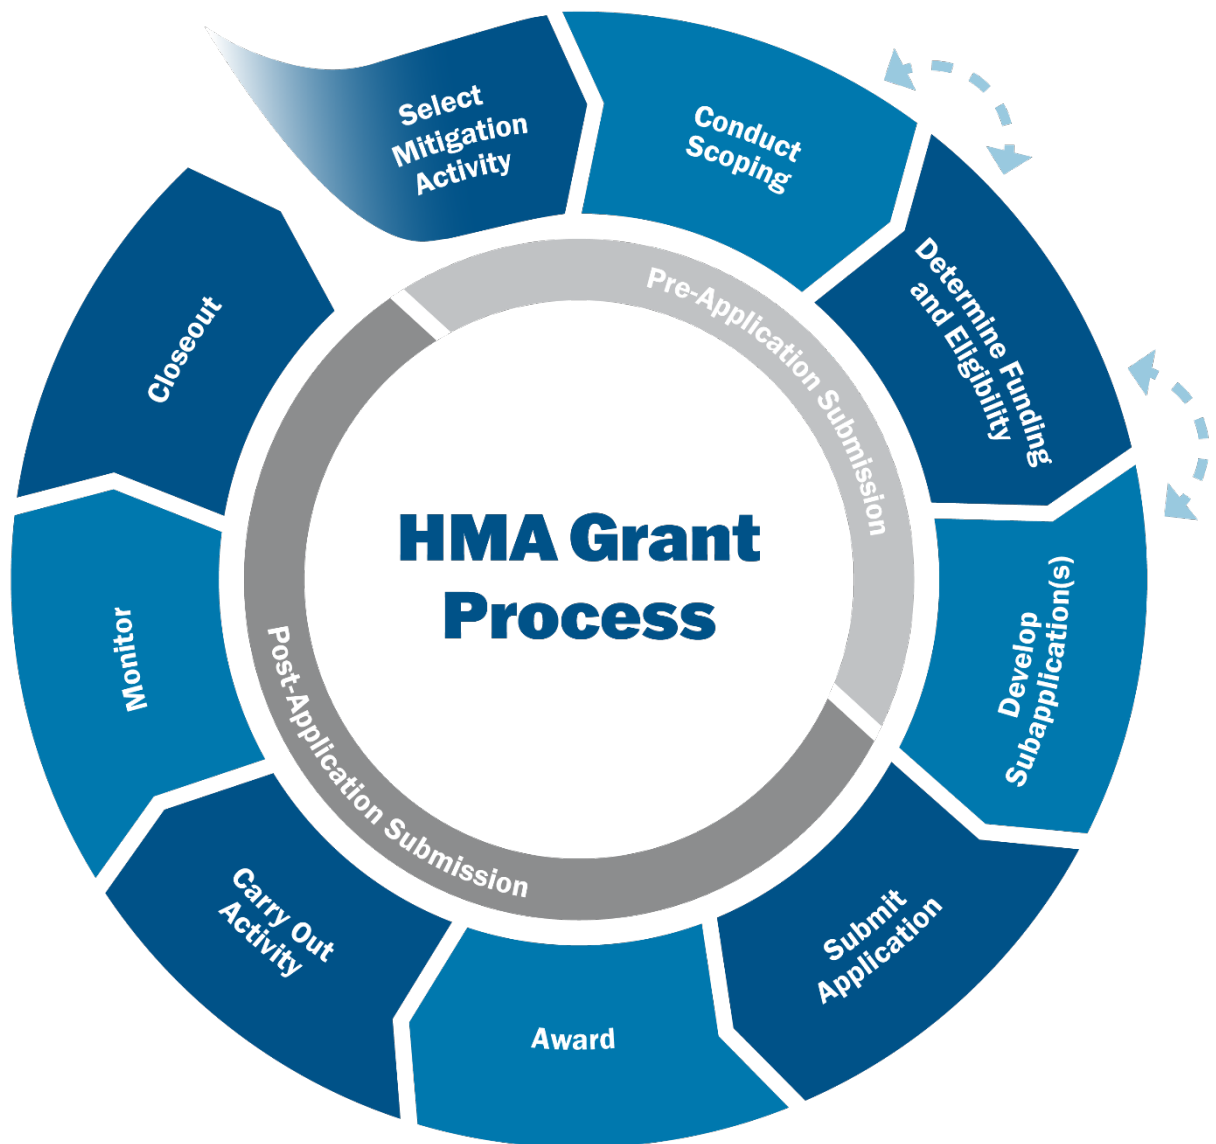 Select
Mitigation
Activity
Conduct
Scoping
Determine Funding
and Eligibility
Develop
Subapplication(s)
Submit
Application
Award
Carry Out
Activity
Monitor
Closeout
Pre-Application Submission
Post-Application Submission
HMA Grant
Process